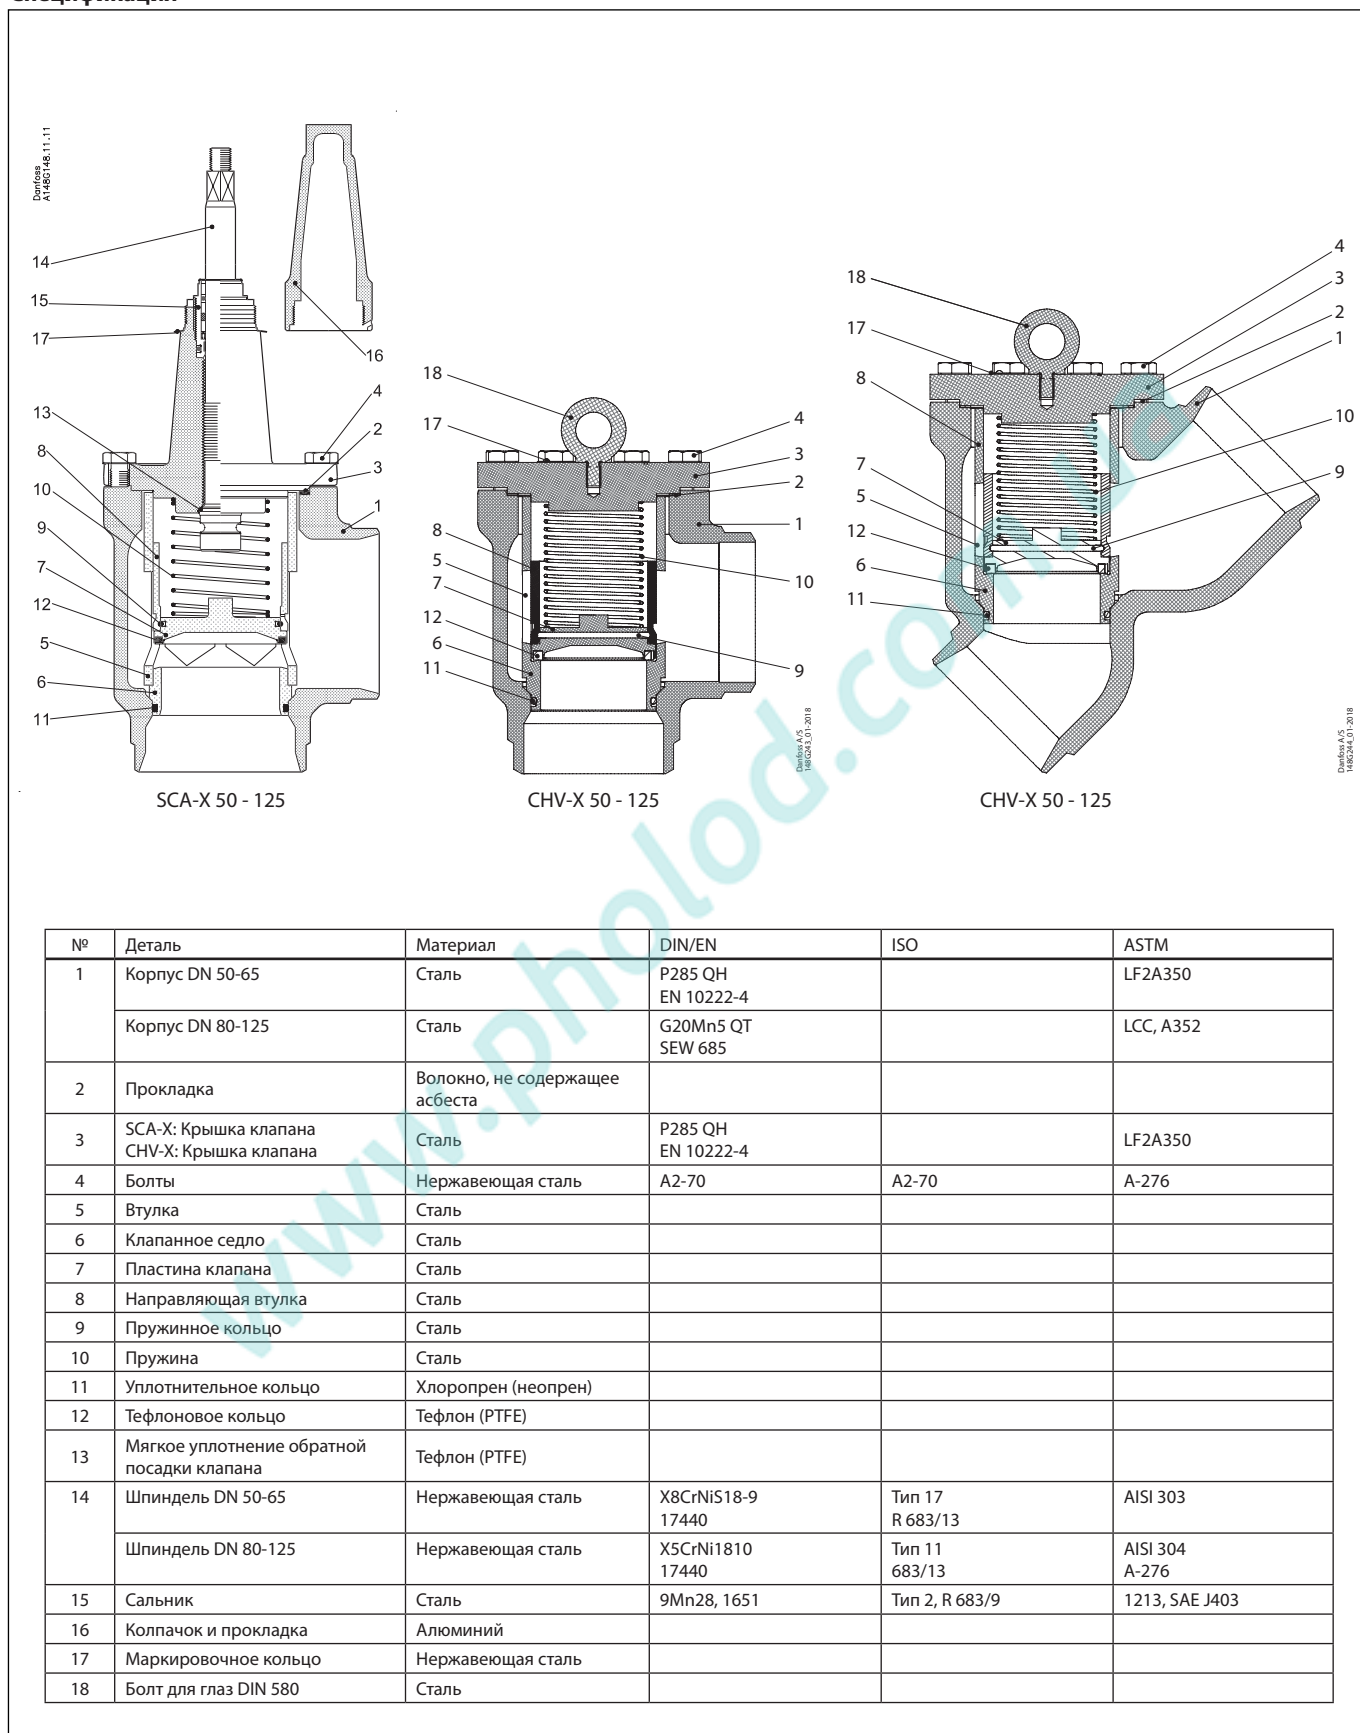 Спецификация
Danfoss
A148G148.11.11
14
15
17
16
13
4
8
2
10
3
9
1
7
12
5
6
11
SCA-X 50 - 125
18
17
4
3
2
1
8
5
7
10
12
6
9
11
Danfoss A/S
148G243_01-2018
CHV-X 50 - 125
4
18
3
2
17
1
8
10
7
9
5
12
6
11
Danfoss A/S
148G244_01-2018
CHV-X 50 - 125
www.pholod.com.ua
№ Деталь Материал DIN/EN ISO ASTM
1 Корпус DN 50-65 Сталь P285 QH LF2A350
EN 10222-4
Корпус DN 80-125 Сталь G20Mn5 QT LCC, A352
SEW 685
2 Прокладка Волокно, не содержащее
асбеста
3 SCA-X: Крышка клапана Сталь P285 QH LF2A350
CHV-X: Крышка клапана EN 10222-4
4 Болты Нержавеющая сталь A2-70 A2-70 A-276
5 Втулка Сталь
6 Клапанное седло Сталь
7 Пластина клапана Сталь
8 Направляющая втулка Сталь
9 Пружинное кольцо Сталь
10 Пружина Сталь
11 Уплотнительное кольцо Хлоропрен (неопрен)
12 Тефлоновое кольцо Тефлон (PTFE)
13 Мягкое уплотнение обратной Тефлон (PTFE)
посадки клапана
14 Шпиндель DN 50-65 Нержавеющая сталь X8CrNiS18-9 Тип 17 AISI 303
17440 R 683/13
Шпиндель DN 80-125 Нержавеющая сталь X5CrNi1810 Тип 11 AISI 304
17440 683/13 A-276
15 Сальник Сталь 9Mn28, 1651 Тип 2, R 683/9 1213, SAE J403
16 Колпачок и прокладка Алюминий
17 Маркировочное кольцо Нержавеющая сталь
18 Болт для глаз DIN 580 Сталь